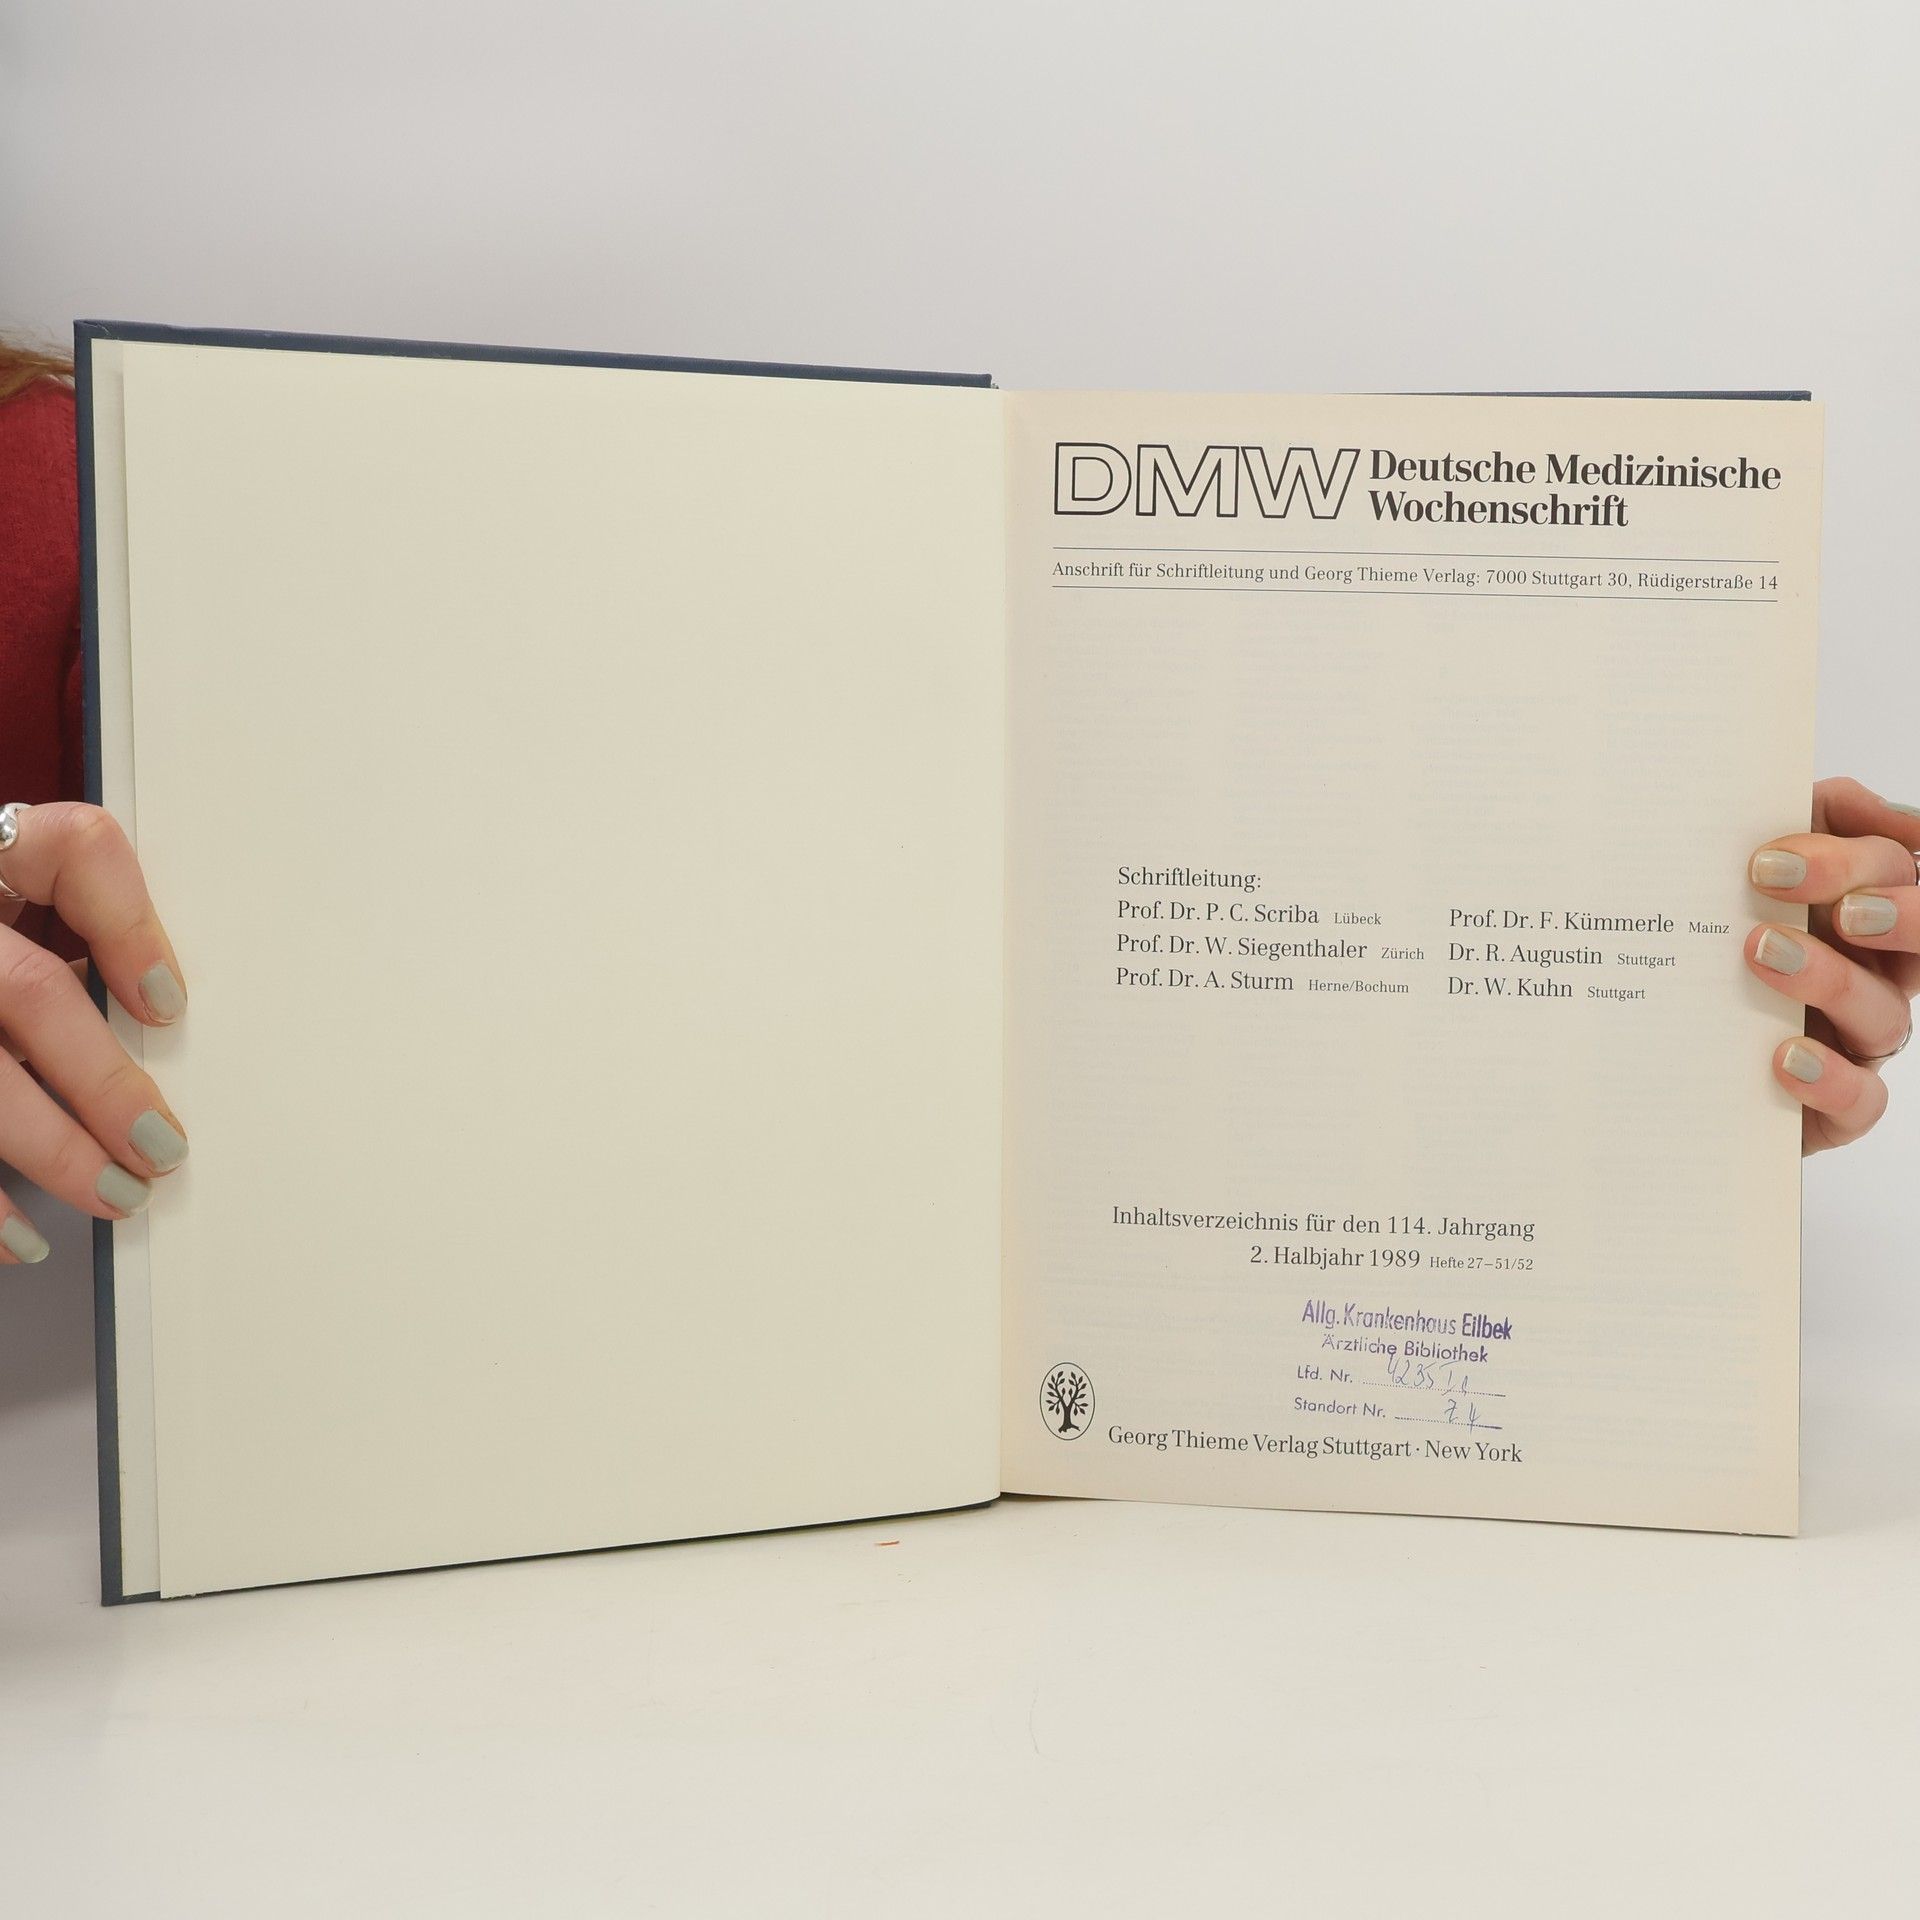 DMW Deutsche Medizinische
Wochenschrift
Anschrift für Schriftleitung und Georg Thieme Verlag: 7000 Stuttgart 30, Rüdigerstraße 14
Schriftleitung:
Prof. Dr. P. C. Scriba Lübeck
Prof. Dr. W. Siegenthaler Zürich
Prof. Dr. A. Sturm Herne/Bochum
Prof. Dr. F. Kümmerle Mainz
Dr. R. Augustin Stuttgart
Dr. W. Kuhn Stuttgart
Inhaltsverzeichnis für den 114. Jahrgang
2. Halbjahr 1989 Hefte 27–51/52
Allg. Krankenhaus Eilbek
Ärztliche Bibliothek
Lfd. Nr. 4235
Standort Nr.
Georg Thieme Verlag Stuttgart · New York